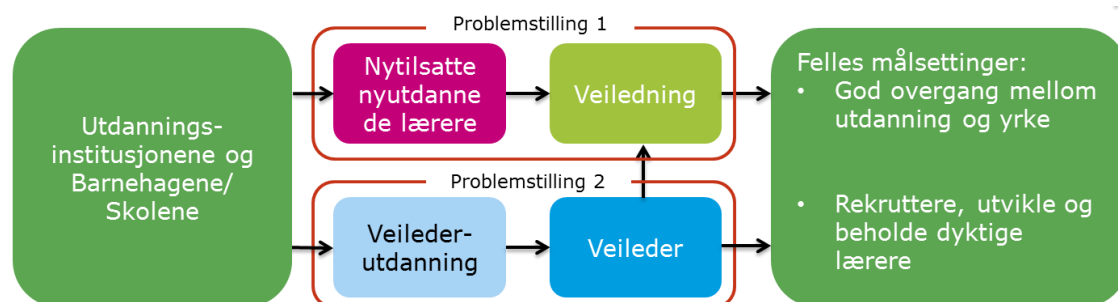 Utdannings-
institusjonene og
Barnehagene/
Skolene
Problemstilling 1
Nytilsatte
nyutdanne
de lærere
Veiledning
Problemstilling 2
Veileder-
utdanning
Veileder
Felles målsettinger:
• God overgang mellom
utdanning og yrke
• Rekruttere, utvikle og
beholde dyktige
lærere